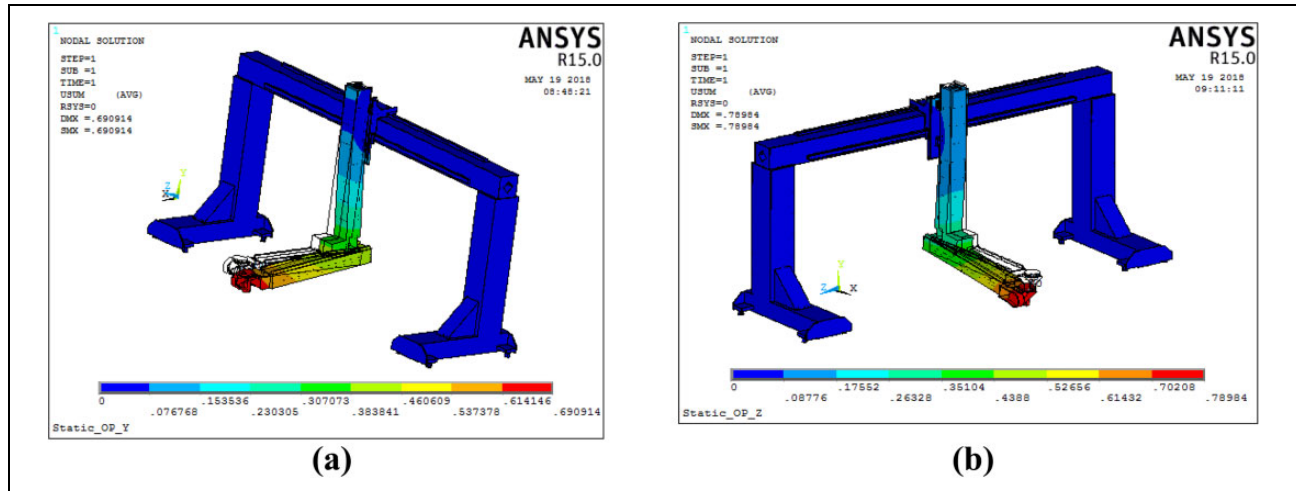 1
NODAL SOLUTION
STEP=1
SUB =1
TIME=1
USUM (AVG)
RSYS=0
DMX =.690914
SMX =.690914
ANSYS
R15.0
MAY 19 2018
08:48:21
Y
Z
X
0 .153536 .307073 .460609 .614146
.076768 .230305 .383841 .537378 .690914
Static_OP_Y
(a)
1
NODAL SOLUTION
STEP=1
SUB =1
TIME=1
USUM (AVG)
RSYS=0
DMX =.78984
SMX =.78984
ANSYS
R15.0
MAY 19 2018
09:11:11
Y
Z X
0 .17552 .35104 .52656 .70208
.08776 .26328 .4388 .61432 .78984
Static_OP_Z
(b)